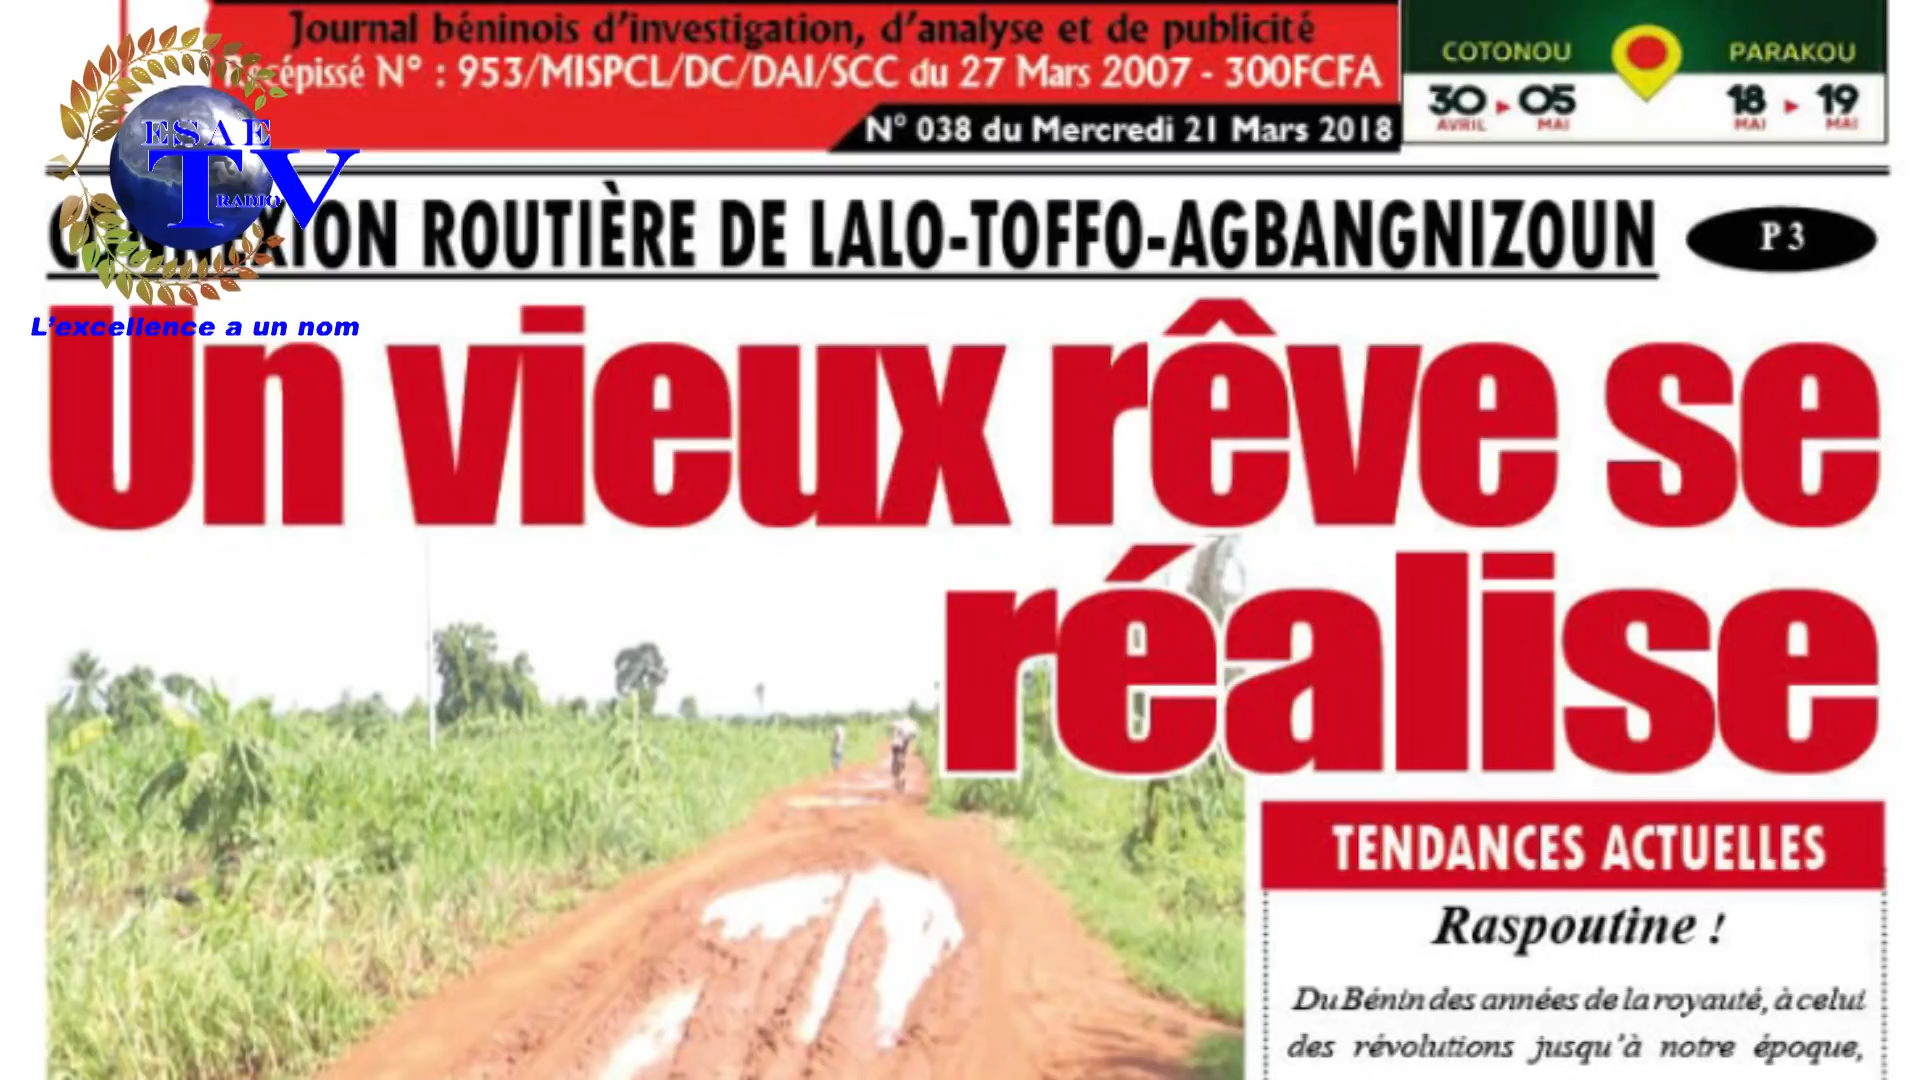 Journal béninois d'investigation, d'analyse et de publicité
épissé N° : 953/MISPCL/DC/DAI/SCC du 27 Mars 2007 - 300FCFA
N° 038 du Mercredi 21 Mars 2018
COTONOU
30 ▸ 05
AVRIL MAI
PARAKOU
18 ▸ 19
MAI MAI
ESAE
TV
RADIO
L'excellence a un nom
ROUTIÈRE DE LALO-TOFFO-AGBANGNIZOUN
P 3
Un vieux rêve se
réalise
TENDANCES ACTUELLES
Raspoutine !
Du Bénin des années de la royauté, à celui
des révolutions jusqu'à notre époque,